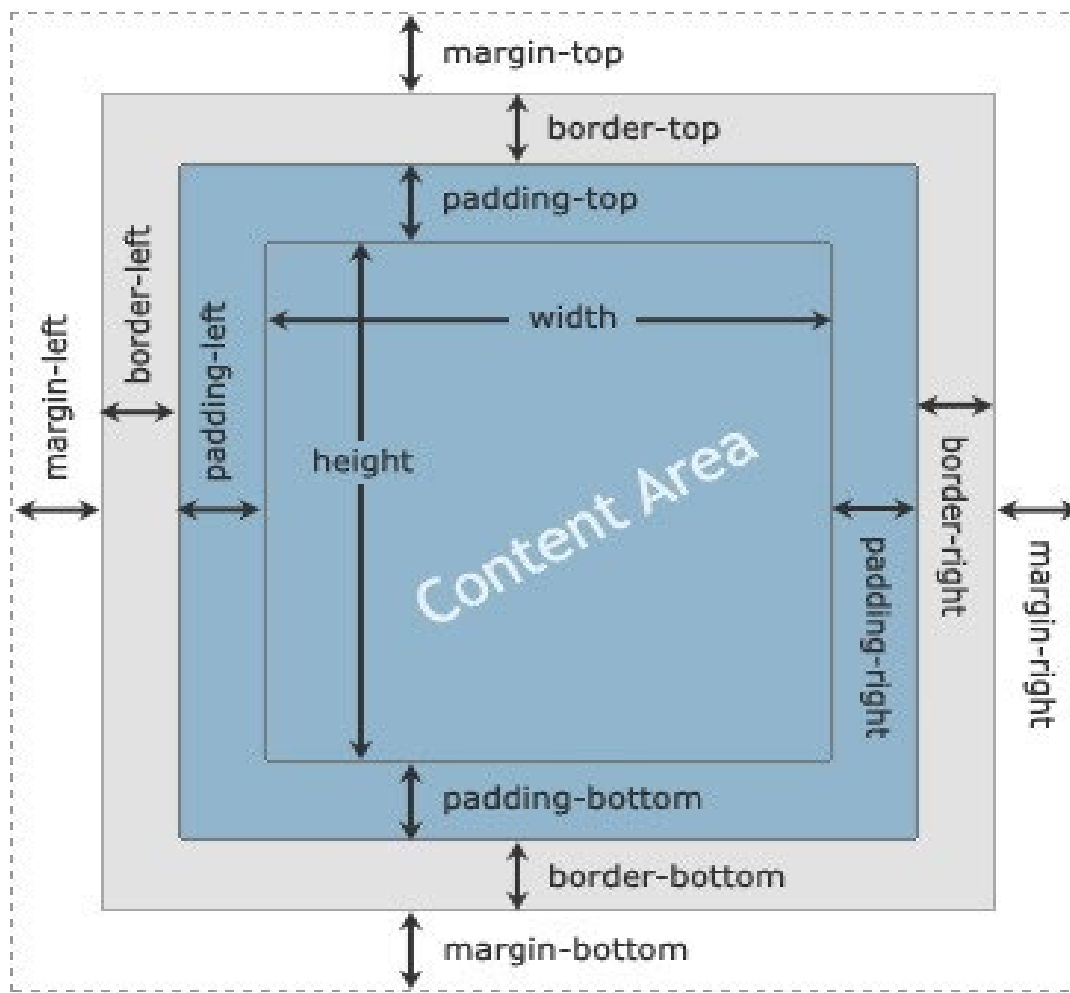 margin-top
border-top
padding-top
border-left
width
padding-left
margin-left
height
Content Area
border-right
padding-right
margin-right
padding-bottom
border-bottom
margin-bottom